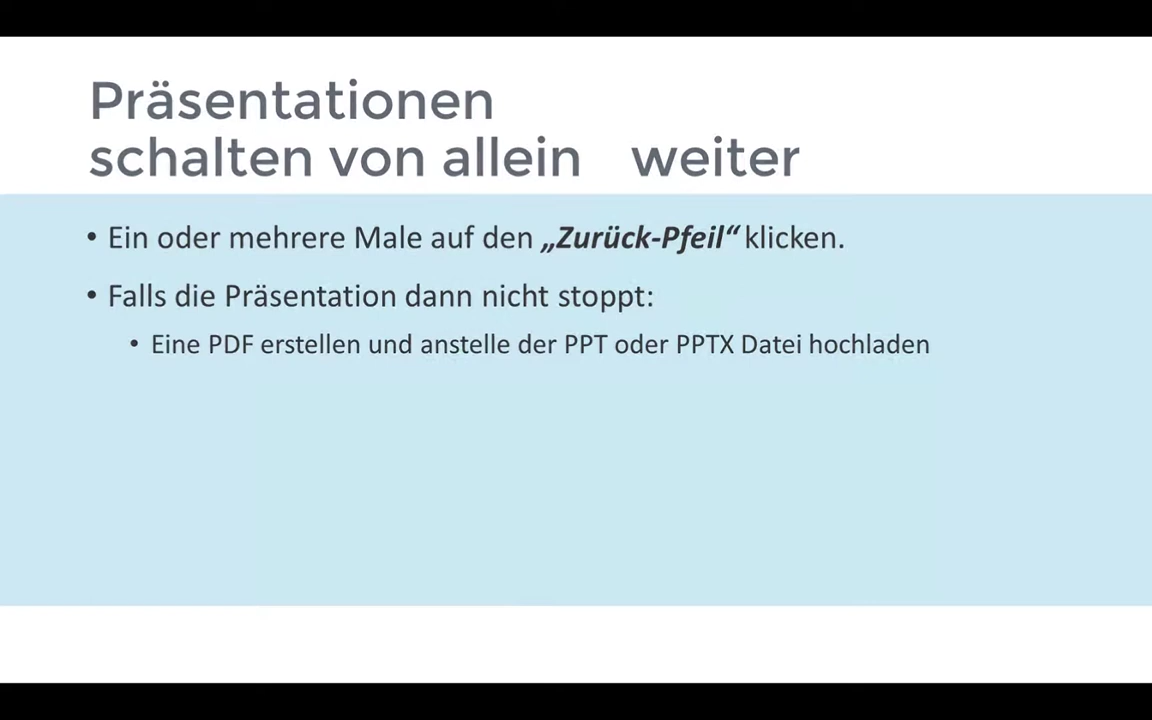 Präsentationen
schalten von allein weiter
• Ein oder mehrere Male auf den „Zurück-Pfeil“ klicken.
• Falls die Präsentation dann nicht stoppt:
• Eine PDF erstellen und anstelle der PPT oder PPTX Datei hochladen